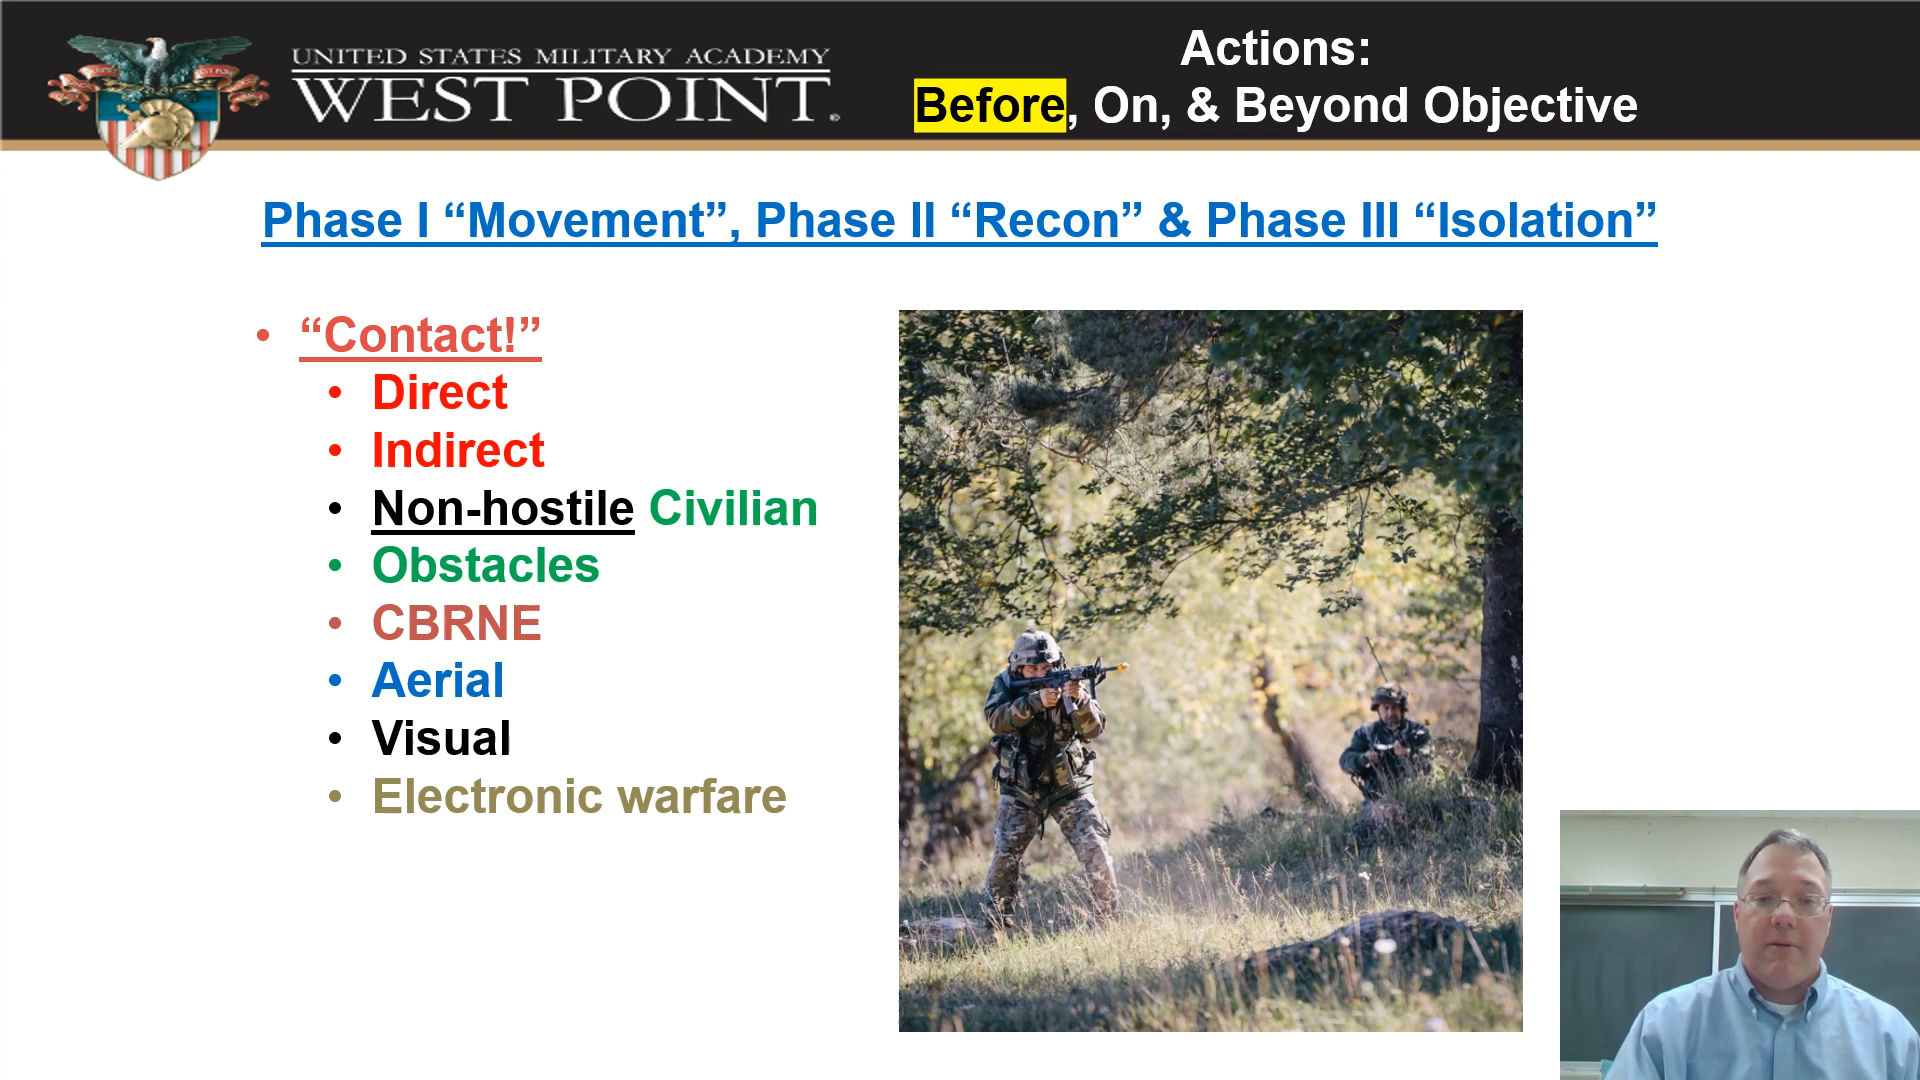 UNITED STATES MILITARY ACADEMY
WEST POINT.
Actions:
Before, On, & Beyond Objective
Phase I “Movement”, Phase II “Recon” & Phase III “Isolation”
• “Contact!”
• Direct
• Indirect
• Non-hostile Civilian
• Obstacles
• CBRNE
• Aerial
• Visual
• Electronic warfare